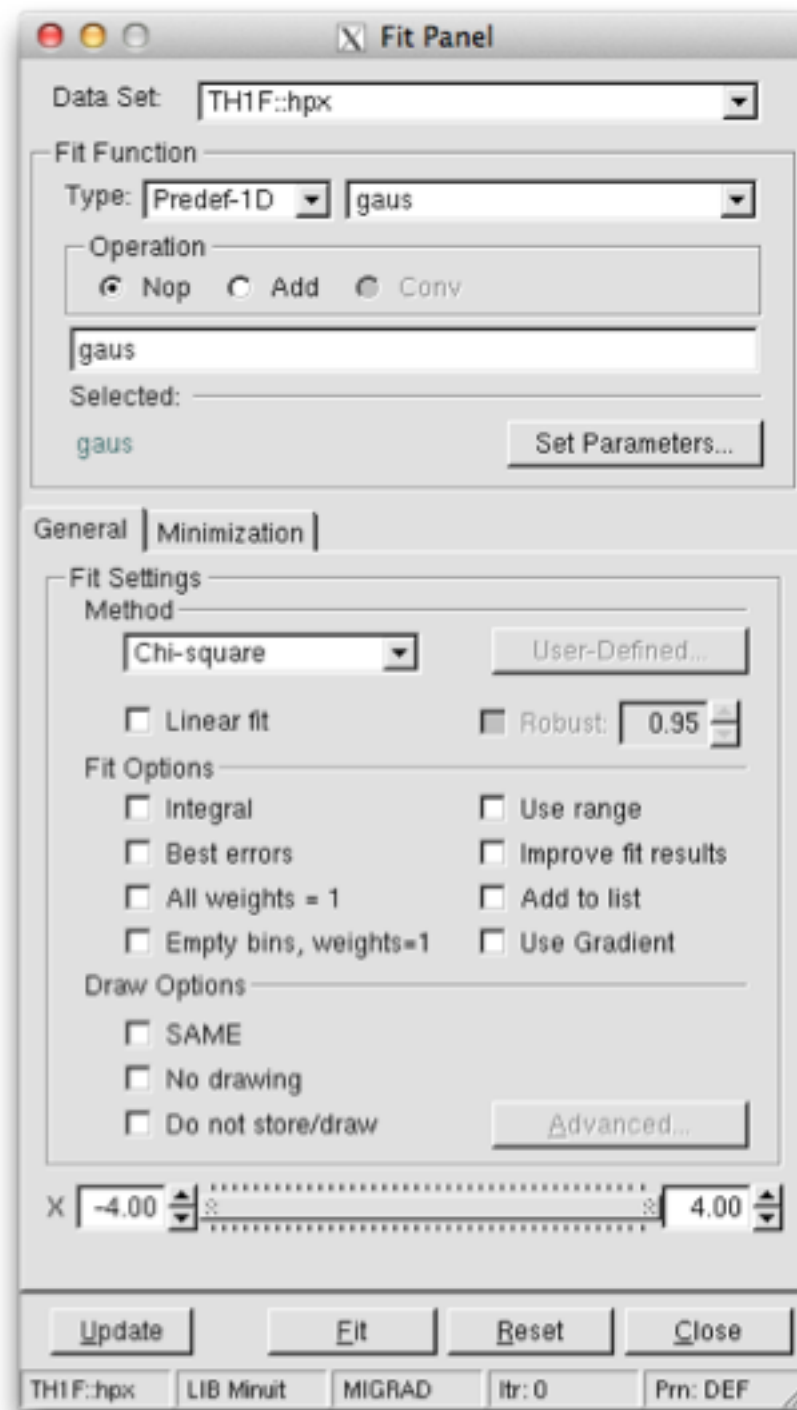 X Fit Panel
Data Set: TH1F::hpx
Fit Function
Type: Predef-1D gaus
Operation
Nop Add Conv
gaus
Selected:
gaus Set Parameters...
General Minimization
Fit Settings
Method
Chi-square User-Defined...
Linear fit Robust: 0.95
Fit Options
Integral Use range
Best errors Improve fit results
All weights = 1 Add to list
Empty bins, weights=1 Use Gradient
Draw Options
SAME
No drawing
Do not store/draw Advanced...
X -4.00 4.00
Update Fit Reset Close
TH1F::hpx LIB Minuit MIGRAD Itr: 0 Prn: DEF